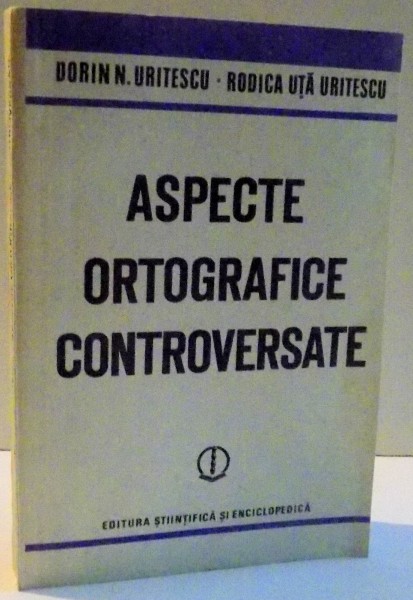 DORIN N. URITESCU · RODICA UȚĂ URITESCU
ASPECTE
ORTOGRAFICE
CONTROVERSATE
EDITURA ȘTIINȚIFICĂ ȘI ENCICLOPEDICĂ